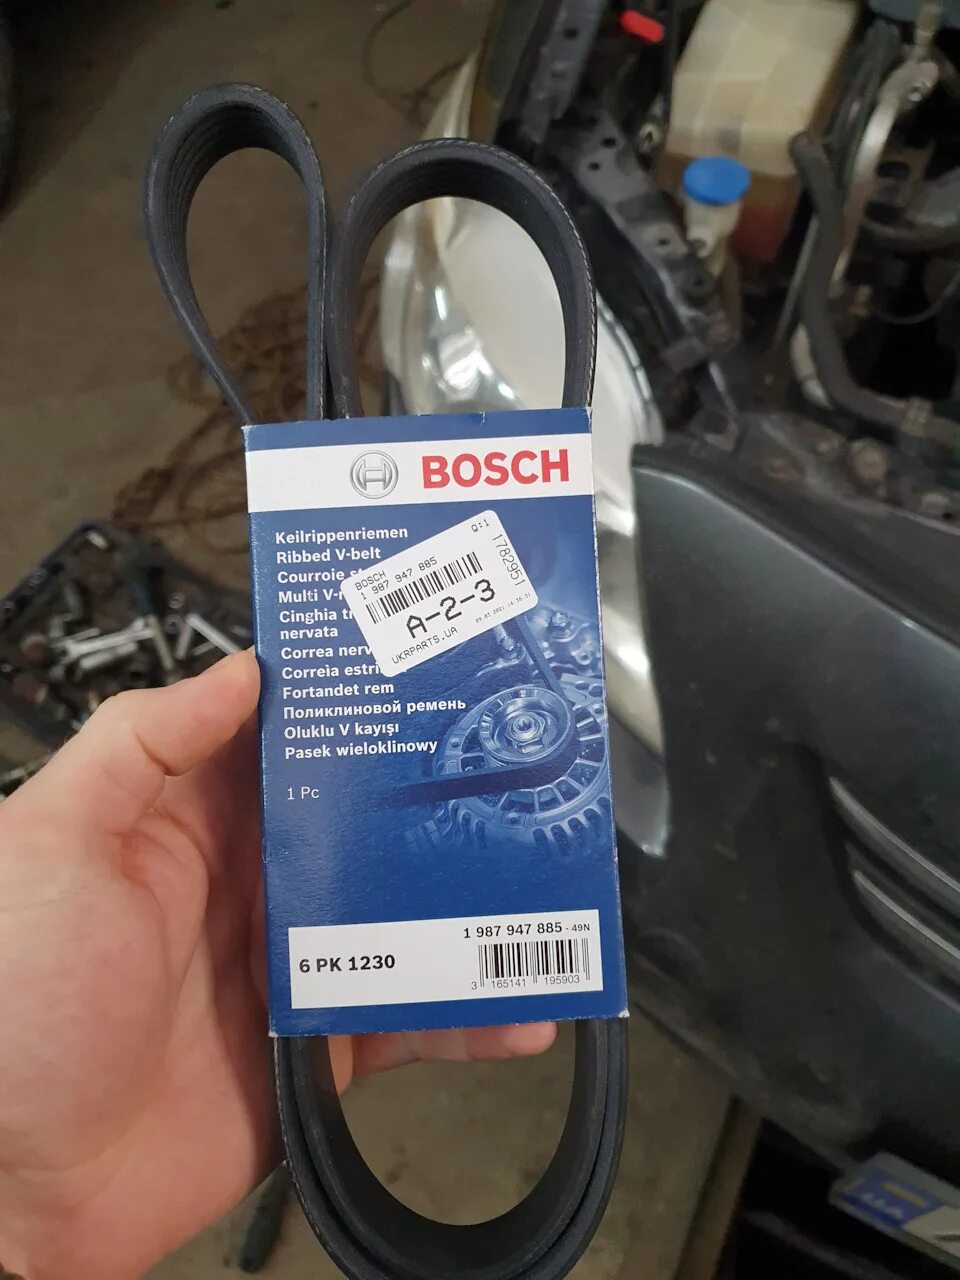 BOSCH
Keilrippenriemen
Ribbed V-belt
Courroie
Multi
Cinghia
nervata
Correa
Correia
Fortandet rem
Поликлиновой ремень
Oluklu V kayışı
Pasek wieloklinowy
1 Pc
Q:1
BOSCH
1 987 947 885
1782951
A-2-3
UKRPARTS.UA
6 PK 1230
1 987 947 885 - 49N
3 165141 195903